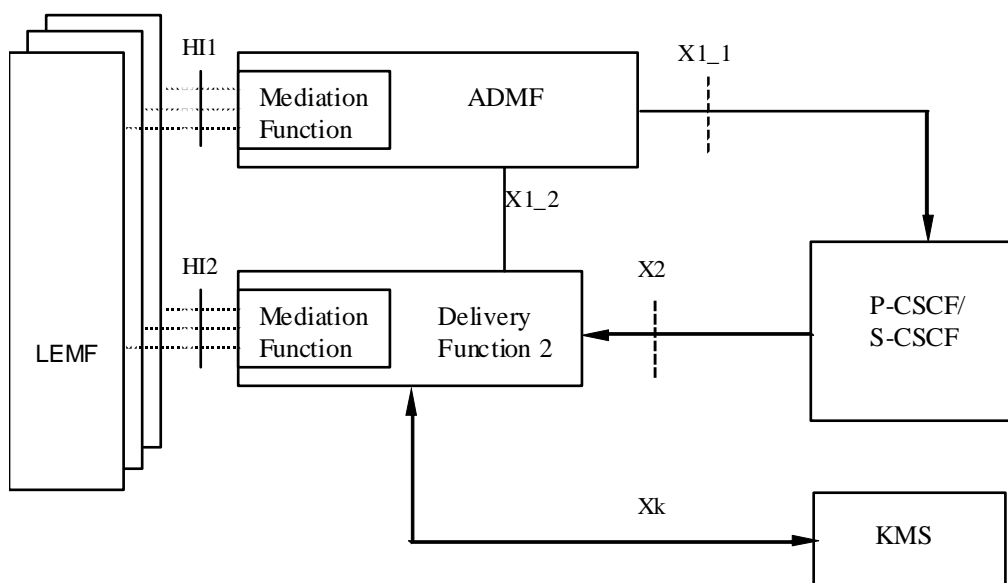 HI1
X1_1
Mediation
Function
ADMF
X1_2
HI2
X2
Mediation
Function
Delivery
Function 2
P-CSCF/
S-CSCF
LEMF
Xk
KMS